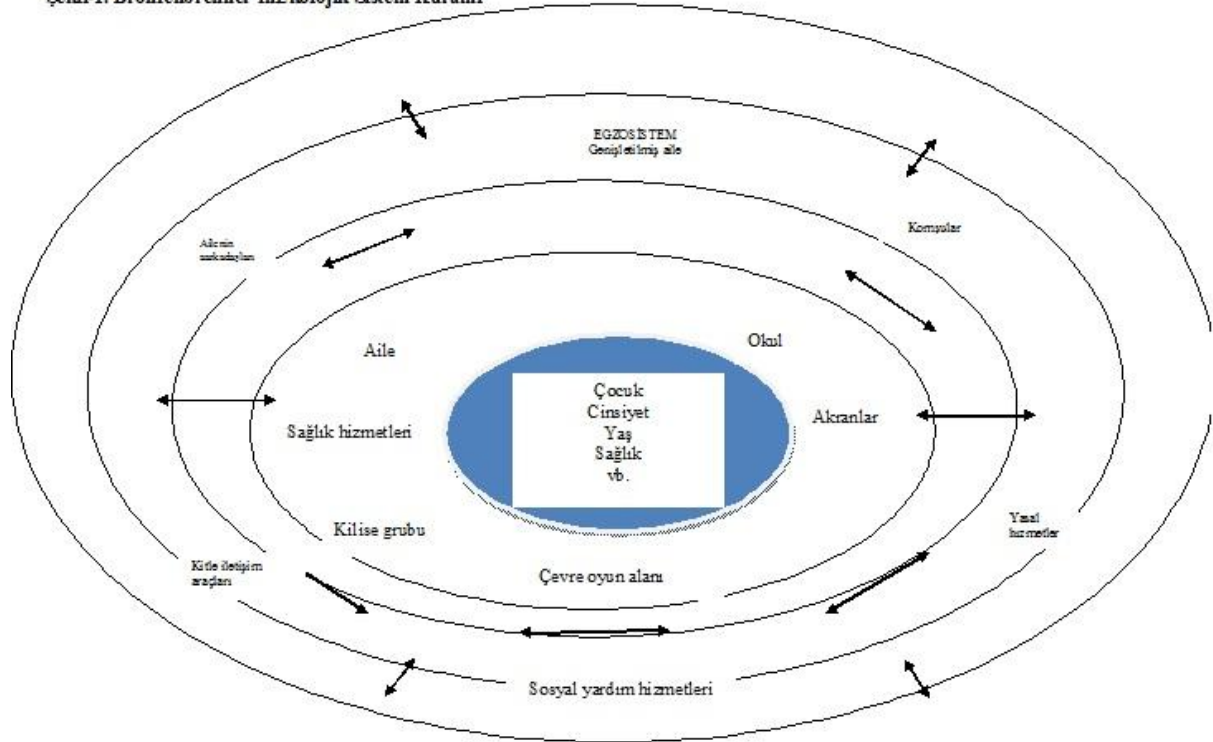 EGZOSİSTEM
Genişletilmiş aile
Ailenin
Komşular
Aile
Okul
Çocuk
Cinsiyet
Yaş
Sağlık
vb.
Akranlar
Sağlık hizmetleri
Kilise grubu
Yasal
hizmetler
Kitle iletişim
araçları
Çevre oyun alanı
Sosyal yardım hizmetleri